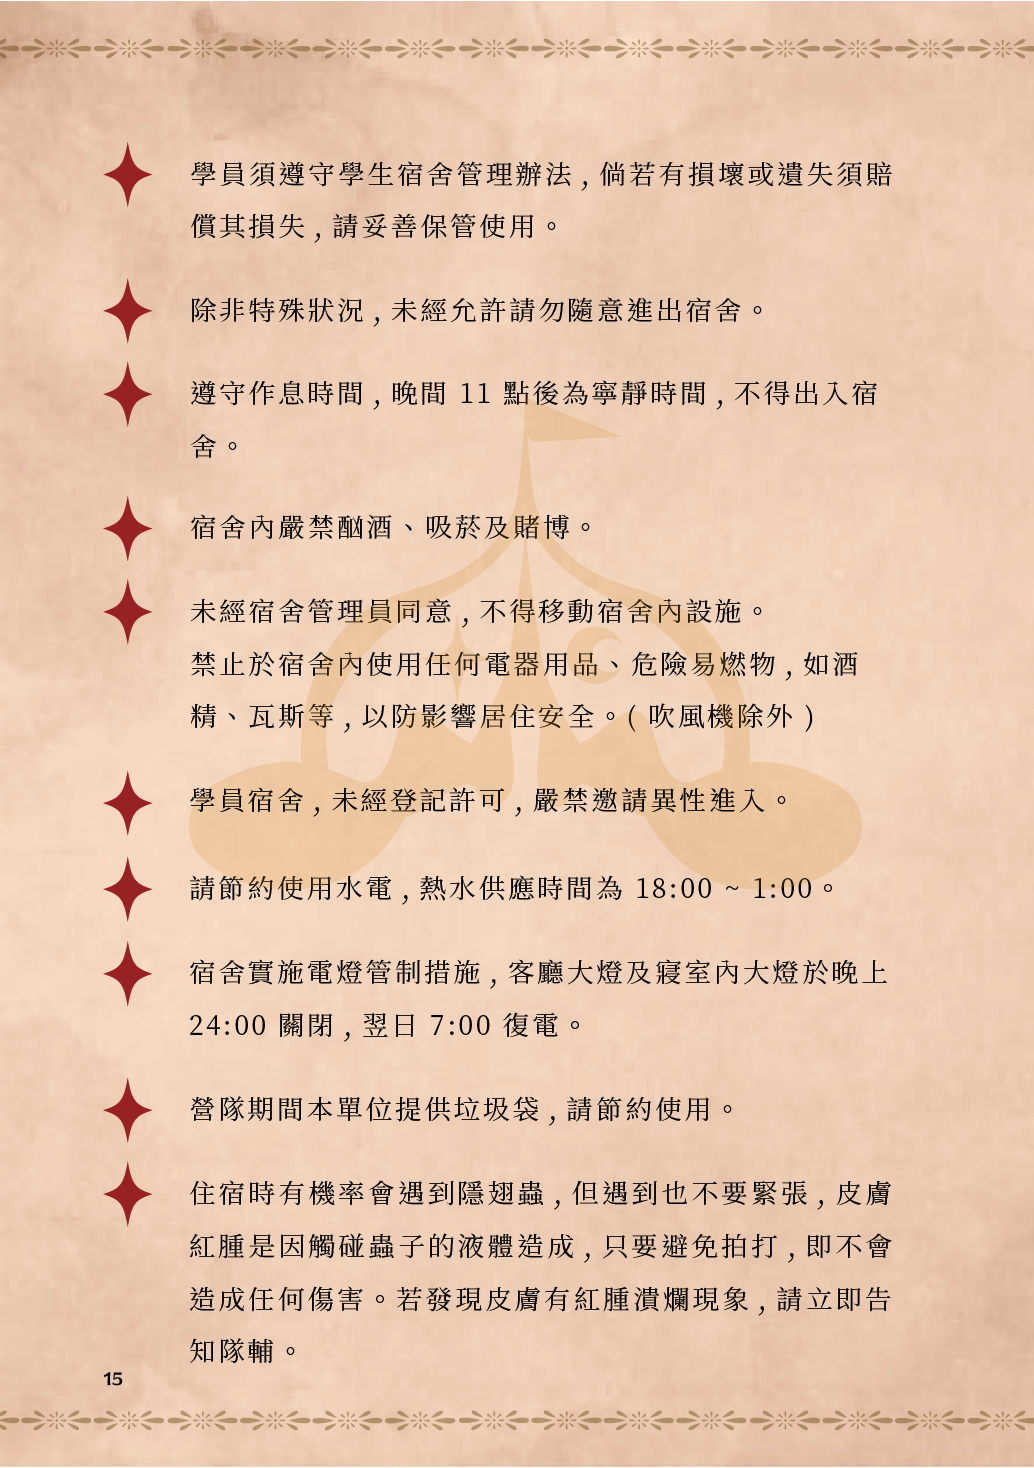 學員須遵守學生宿舍管理辦法，倘若有損壞或遺失須賠
償其損失，請妥善保管使用。
除非特殊狀況，未經允許請勿隨意進出宿舍。
遵守作息時間，晚間 11 點後為寧靜時間，不得出入宿
舍。
宿舍內嚴禁酗酒、吸菸及賭博。
未經宿舍管理員同意，不得移動宿舍內設施。
禁止於宿舍內使用任何電器用品、危險易燃物，如酒
精、瓦斯等，以防影響居住安全。( 吹風機除外 )
學員宿舍，未經登記許可，嚴禁邀請異性進入。
請節約使用水電，熱水供應時間為 18:00 ~ 1:00。
宿舍實施電燈管制措施，客廳大燈及寢室內大燈於晚上
24:00 關閉，翌日 7:00 復電。
營隊期間本單位提供垃圾袋，請節約使用。
住宿時有機率會遇到隱翅蟲，但遇到也不要緊張，皮膚
紅腫是因觸碰蟲子的液體造成，只要避免拍打，即不會
造成任何傷害。若發現皮膚有紅腫潰爛現象，請立即告
知隊輔。
15